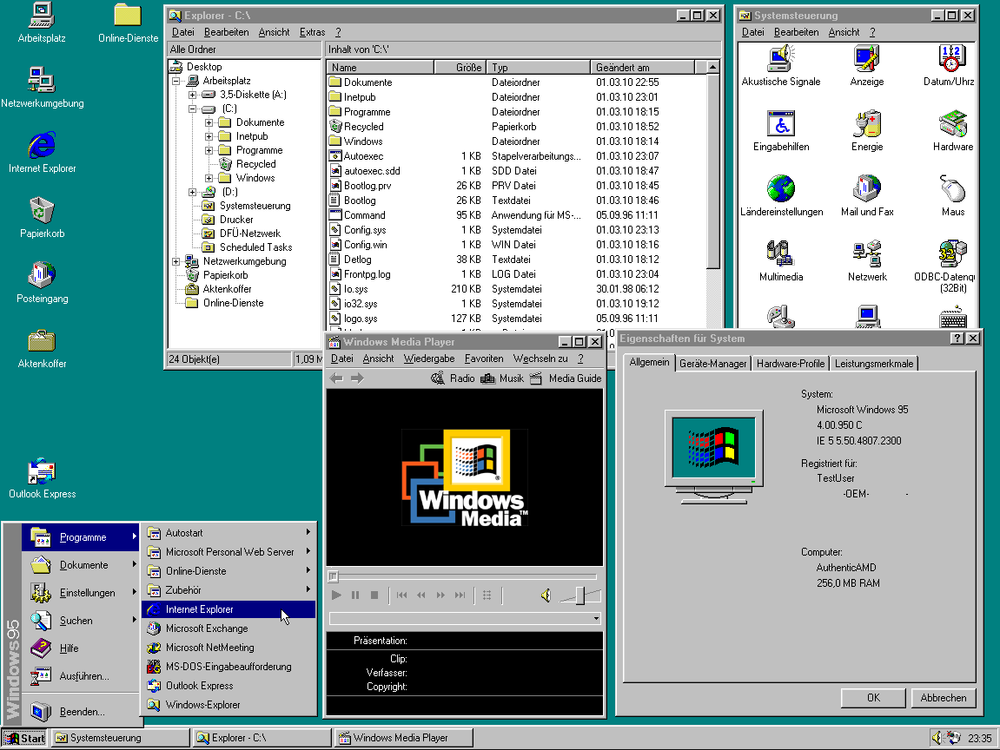 Arbeitsplatz
Online-Dienste
Netzwerkumgebung
Internet Explorer
Papierkorb
Posteingang
Aktenkoffer
Outlook Express
Explorer - C:\
Datei Bearbeiten Ansicht Extras ?
Alle Ordner
Inhalt von 'C:\'
Desktop
Arbeitsplatz
3,5-Diskette (A:)
(C:)
Dokumente
Inetpub
Programme
Recycled
Windows
(D:)
Systemsteuerung
Drucker
DFÜ-Netzwerk
Scheduled Tasks
Netzwerkumgebung
Papierkorb
Aktenkoffer
Online-Dienste
Name Größe Typ Geändert am
Dokumente Dateiordner 01.03.10 22:55
Inetpub Dateiordner 01.03.10 23:01
Programme Dateiordner 01.03.10 18:15
Recycled Papierkorb 01.03.10 18:52
Windows Dateiordner 01.03.10 18:14
Autoexec 1 KB Stapelverarbeitungs... 01.03.10 23:07
autoexec.sdd 1 KB SDD Datei 01.03.10 18:47
Bootlog.prv 26 KB PRV Datei 01.03.10 18:45
Bootlog 26 KB Textdatei 01.03.10 18:46
Command 95 KB Anwendung für MS-... 05.09.96 11:11
Config.sys 1 KB Systemdatei 01.03.10 23:13
Config.win 1 KB WIN Datei 01.03.10 18:16
Detlog 38 KB Textdatei 01.03.10 18:12
Frontpg.log 1 KB LOG Datei 01.03.10 23:04
Io.sys 210 KB Systemdatei 30.01.98 06:12
io32.sys 1 KB Systemdatei 01.03.10 19:12
logo.sys 127 KB Systemdatei 05.09.96 11:11
24 Objekt(e)
1,09 M
Systemsteuerung
Datei Bearbeiten Ansicht ?
Akustische Signale Anzeige Datum/Uhrz
Eingabehilfen Energie Hardware
Ländereinstellungen Mail und Fax Maus
Multimedia Netzwerk ODBC-Datenq
(32Bit)
Windows Media Player
Datei Ansicht Wiedergabe Favoriten Wechseln zu ?
Radio Musik Media Guide
Windows
Media™
Präsentation:
Clip:
Verfasser:
Copyright:
Eigenschaften für System
Allgemein Geräte-Manager Hardware-Profile Leistungsmerkmale
System:
Microsoft Windows 95
4.00.950 C
IE 5 5.50.4807.2300
Registriert für:
TestUser
-OEM- -
Computer:
AuthenticAMD
256,0 MB RAM
OK Abbrechen
Windows95
Programme
Dokumente
Einstellungen
Suchen
Hilfe
Ausführen...
Beenden...
Autostart
Microsoft Personal Web Server
Online-Dienste
Zubehör
Internet Explorer
Microsoft Exchange
Microsoft NetMeeting
MS-DOS-Eingabeaufforderung
Outlook Express
Windows-Explorer
Start Systemsteuerung Explorer - C:\ Windows Media Player 23:35